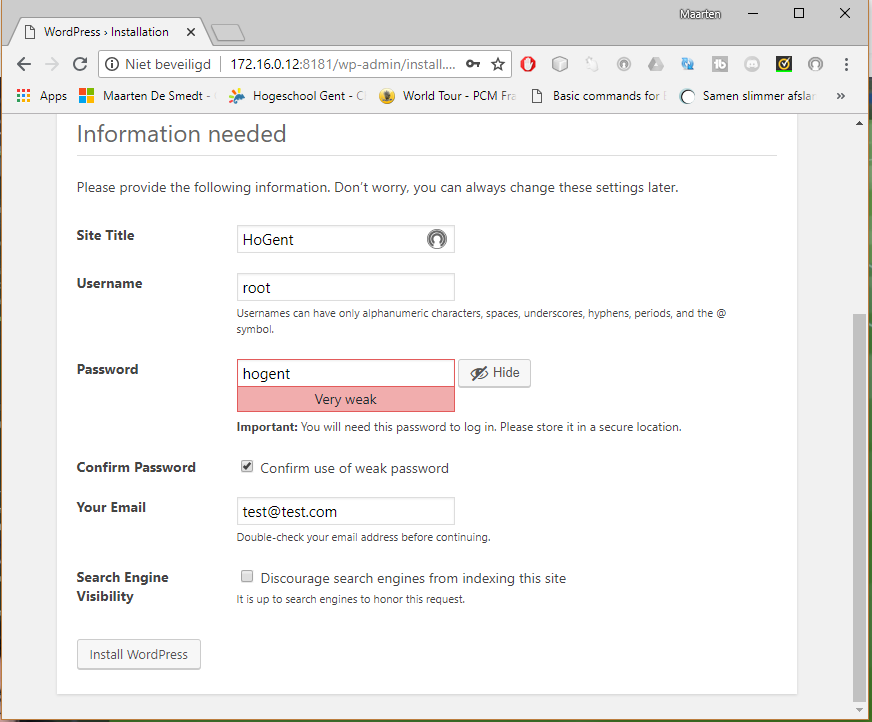 Maarten
WordPress › Installation
Niet beveiligd
172.16.0.12:8181/wp-admin/install....
Apps
Maarten De Smedt -
Hogeschool Gent -
World Tour - PCM Fra
Basic commands for
Samen slimmer afslan
»
Information needed
Please provide the following information. Don’t worry, you can always change these settings later.
Site Title
HoGent
Username
root
Usernames can have only alphanumeric characters, spaces, underscores, hyphens, periods, and the @
symbol.
Password
hogent
Hide
Very weak
Important: You will need this password to log in. Please store it in a secure location.
Confirm Password
Confirm use of weak password
Your Email
test@test.com
Double-check your email address before continuing.
Search Engine
Visibility
Discourage search engines from indexing this site
It is up to search engines to honor this request.
Install WordPress